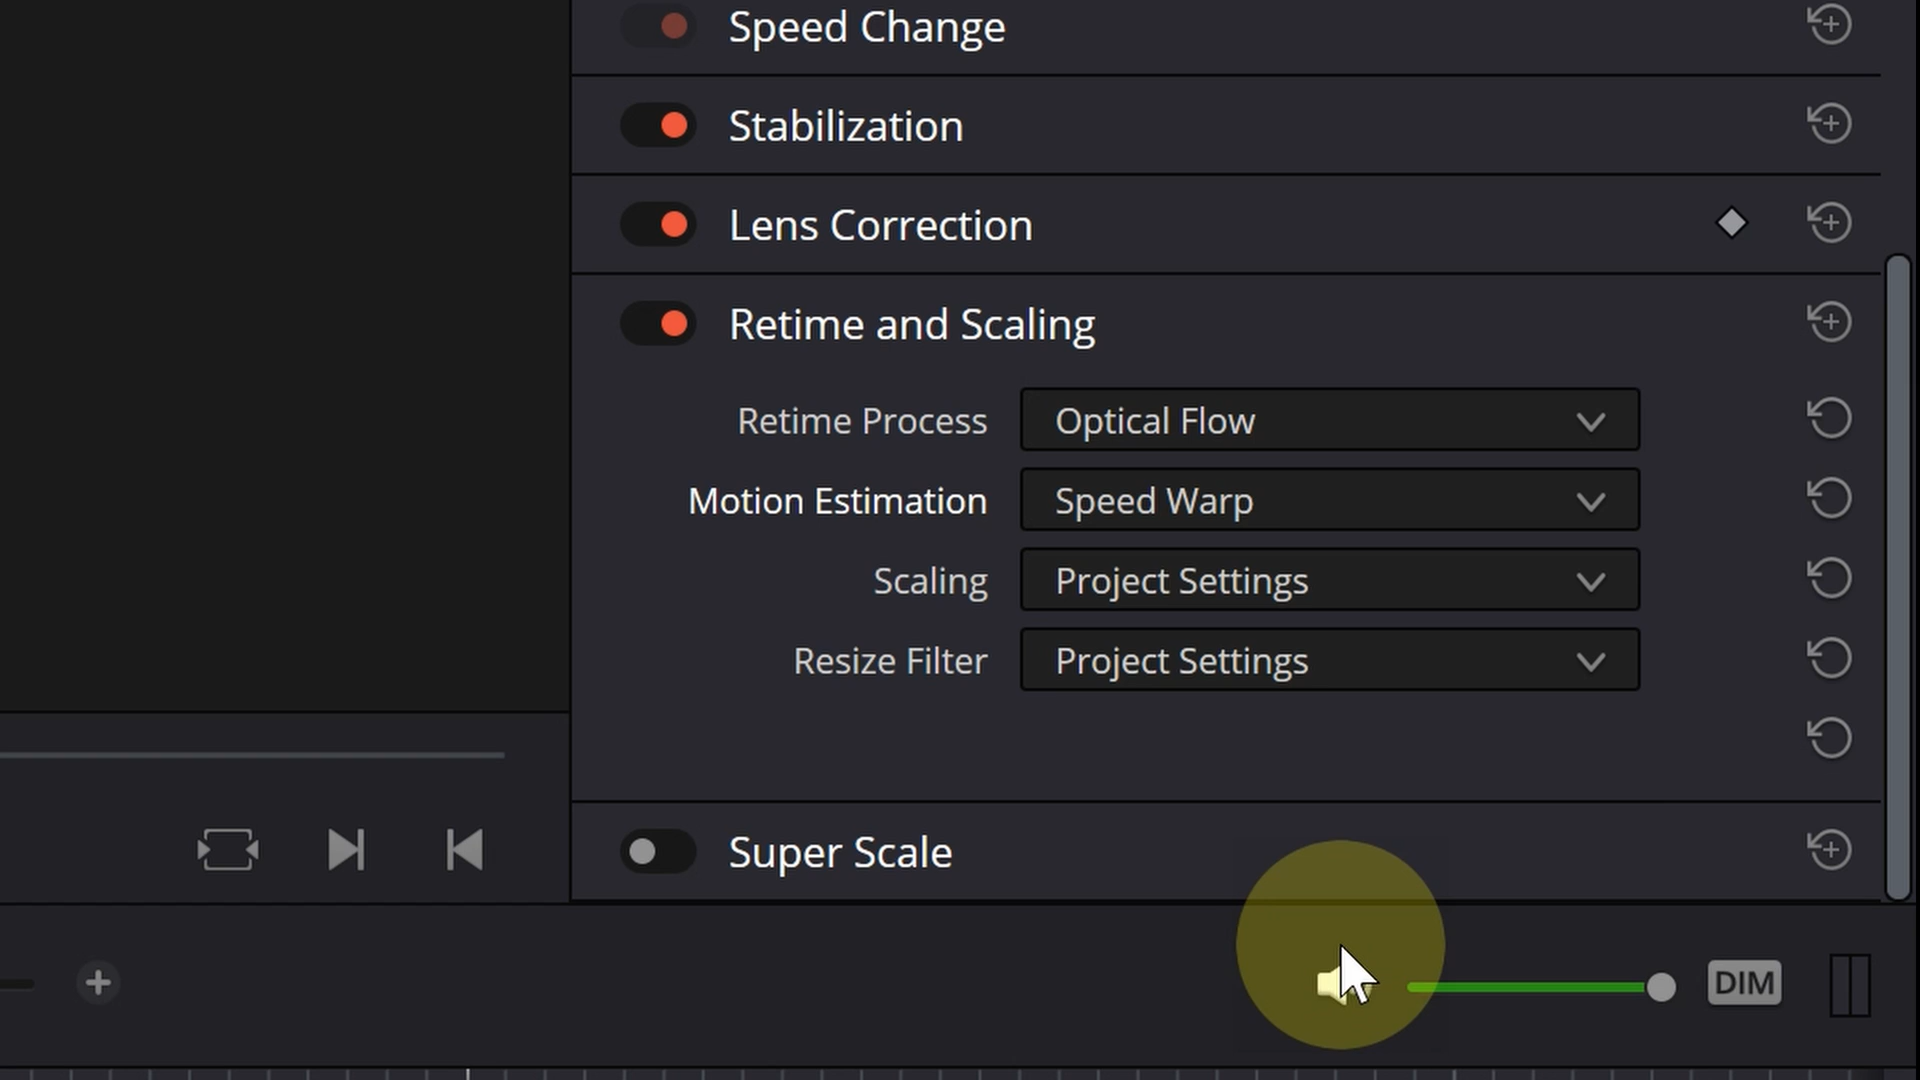 Speed Change
Stabilization
Lens Correction
Retime and Scaling
Retime Process Optical Flow
Motion Estimation Speed Warp
Scaling Project Settings
Resize Filter Project Settings
Super Scale
DIM